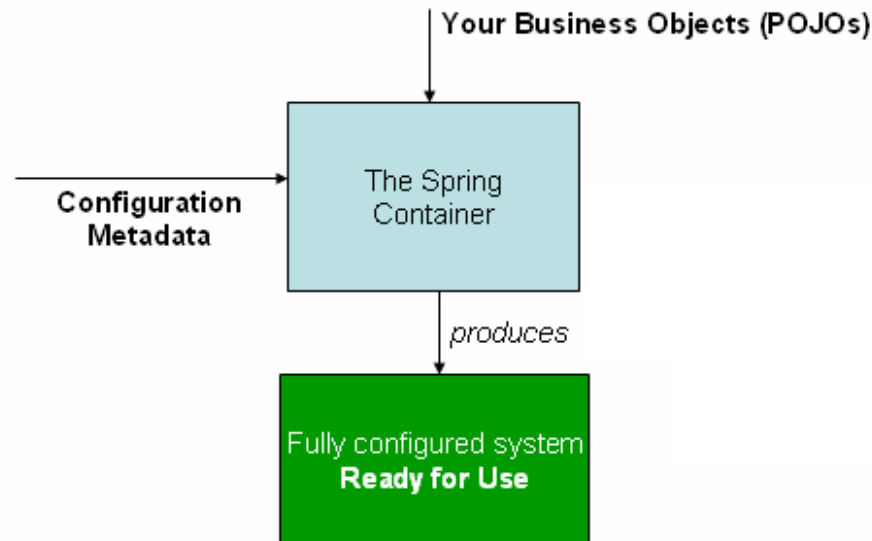 Your Business Objects (POJOs)
Configuration
Metadata
The Spring
Container
produces
Fully configured system
Ready for Use